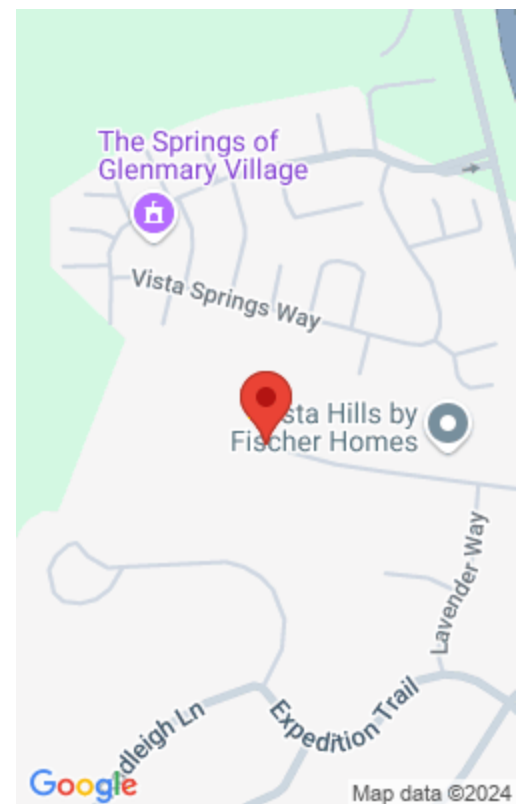 The Springs of
Glenmary Village
Vista Springs Way
sta Hills by
Fischer Homes
Lavender Way
dleigh Ln
Expedition Trail
Google
Map data ©2024